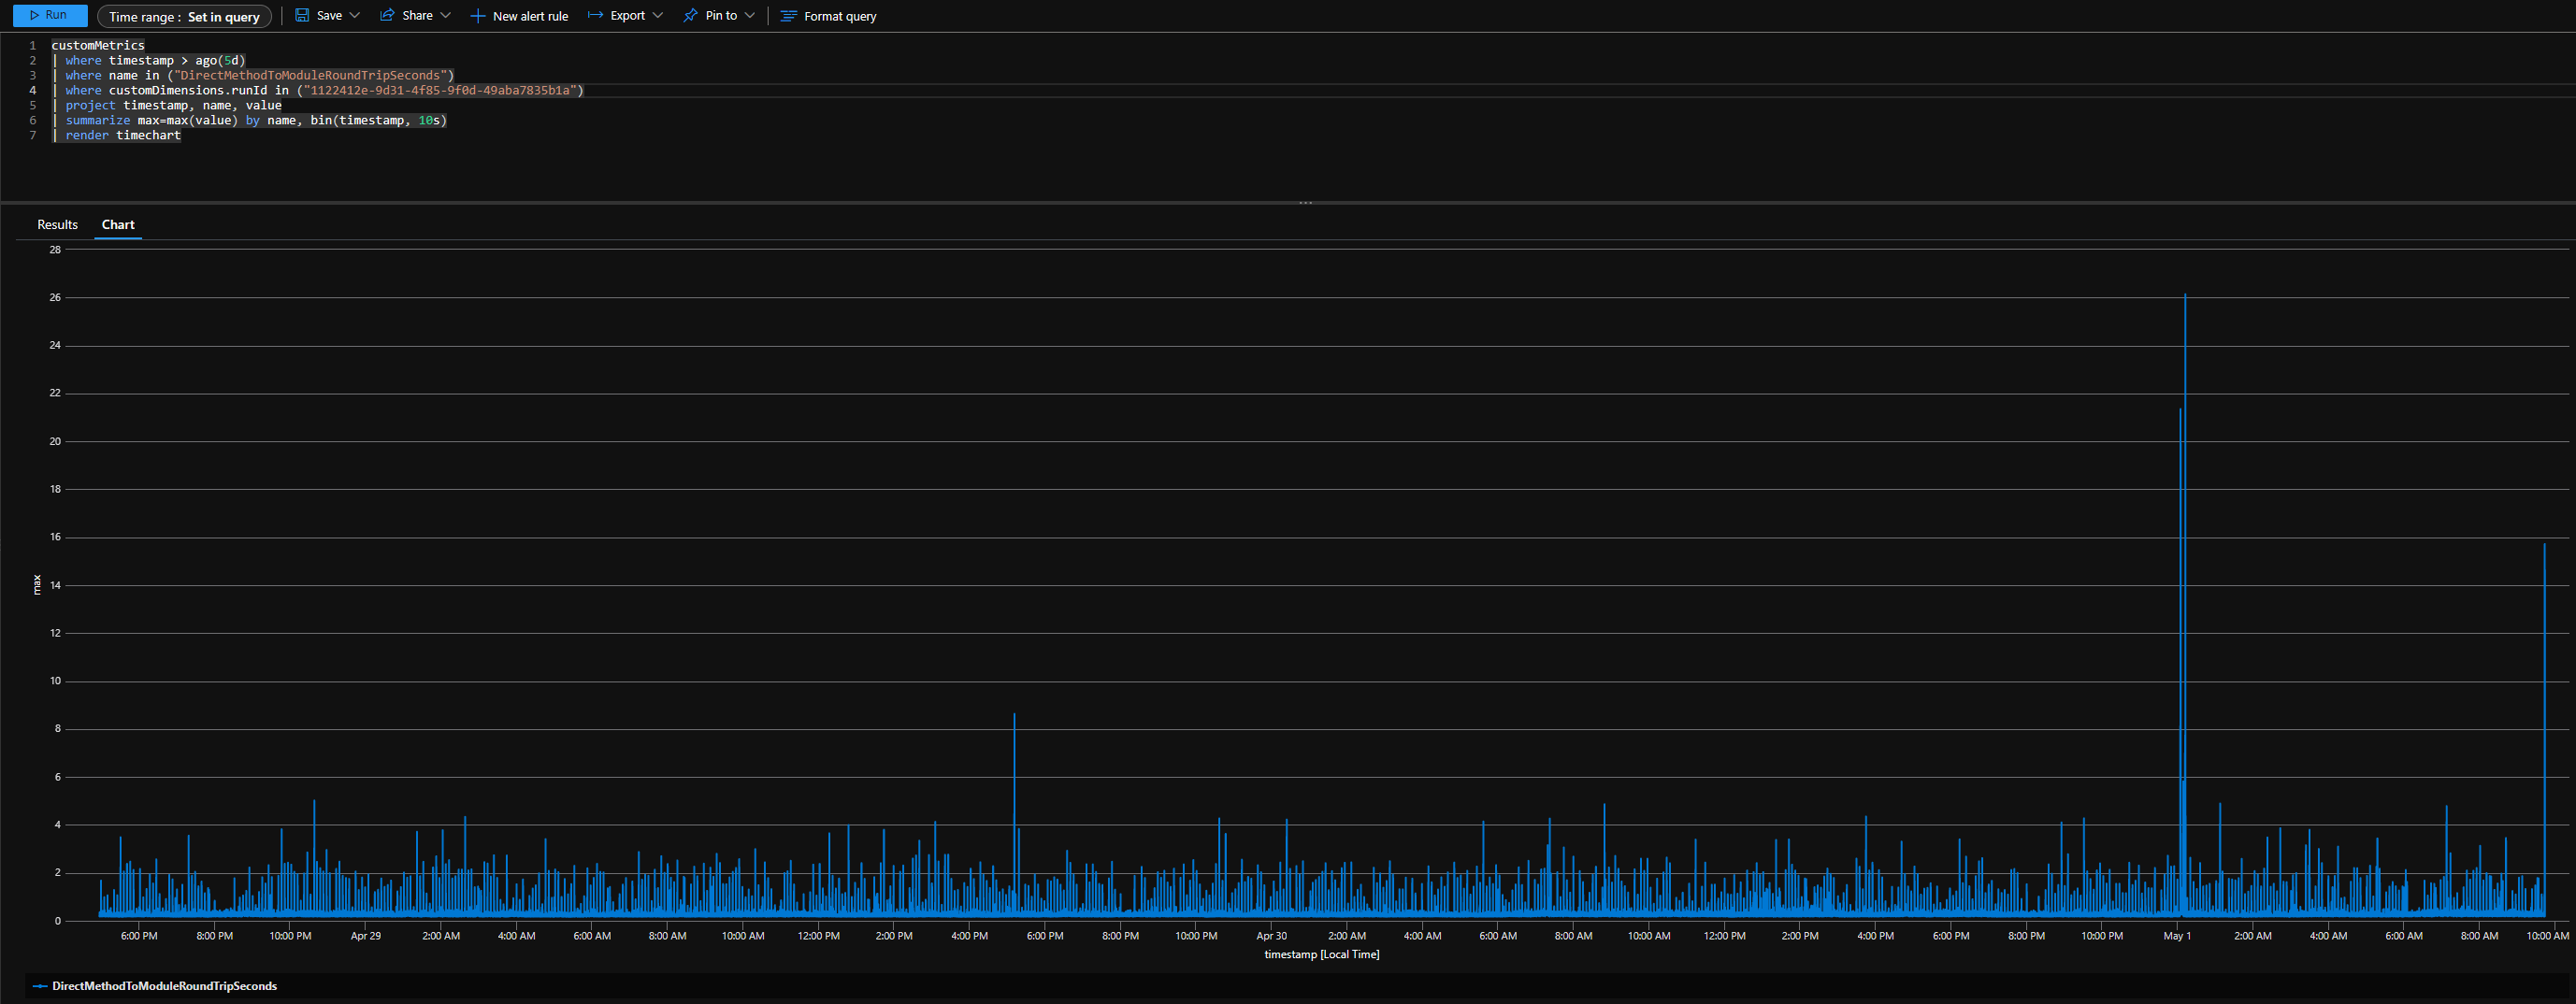 Run Time range : Set in query Save Share New alert rule Export Pin to Format query
1 customMetrics
2 | where timestamp > ago(5d)
3 | where name in ("DirectMethodToModuleRoundTripSeconds")
4 | where customDimensions.runId in ("1122412e-9d31-4f85-9f0d-49aba7835b1a")
5 | project timestamp, name, value
6 | summarize max=max(value) by name, bin(timestamp, 10s)
7 | render timechart
Results Chart
28
26
24
22
20
18
16
max
14
12
10
8
6
4
2
0
6:00 PM 8:00 PM 10:00 PM Apr 29 2:00 AM 4:00 AM 6:00 AM 8:00 AM 10:00 AM 12:00 PM 2:00 PM 4:00 PM 6:00 PM 8:00 PM 10:00 PM Apr 30 2:00 AM 4:00 AM 6:00 AM 8:00 AM 10:00 AM 12:00 PM 2:00 PM 4:00 PM 6:00 PM 8:00 PM 10:00 PM May 1 2:00 AM 4:00 AM 6:00 AM 8:00 AM 10:00 AM
timestamp [Local Time]
DirectMethodToModuleRoundTripSeconds